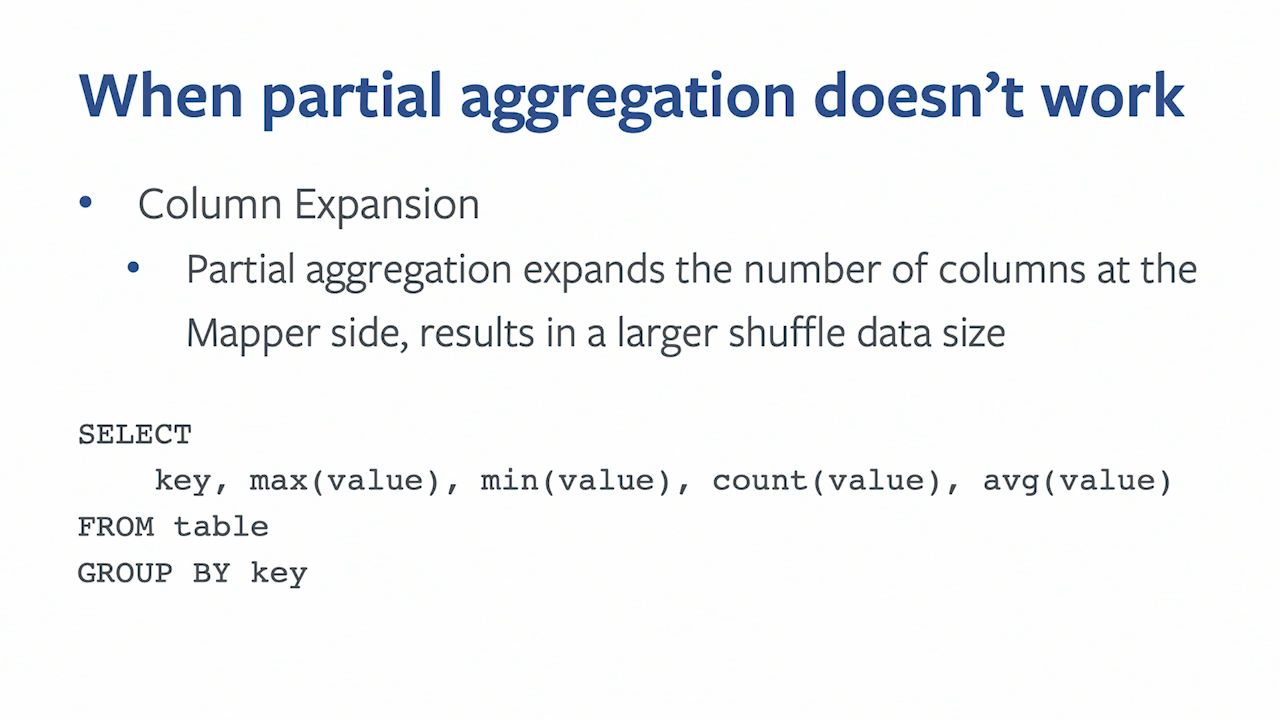 When partial aggregation doesn’t work
• Column Expansion
• Partial aggregation expands the number of columns at the
Mapper side, results in a larger shuffle data size
SELECT
    key, max(value), min(value), count(value), avg(value)
FROM table
GROUP BY key